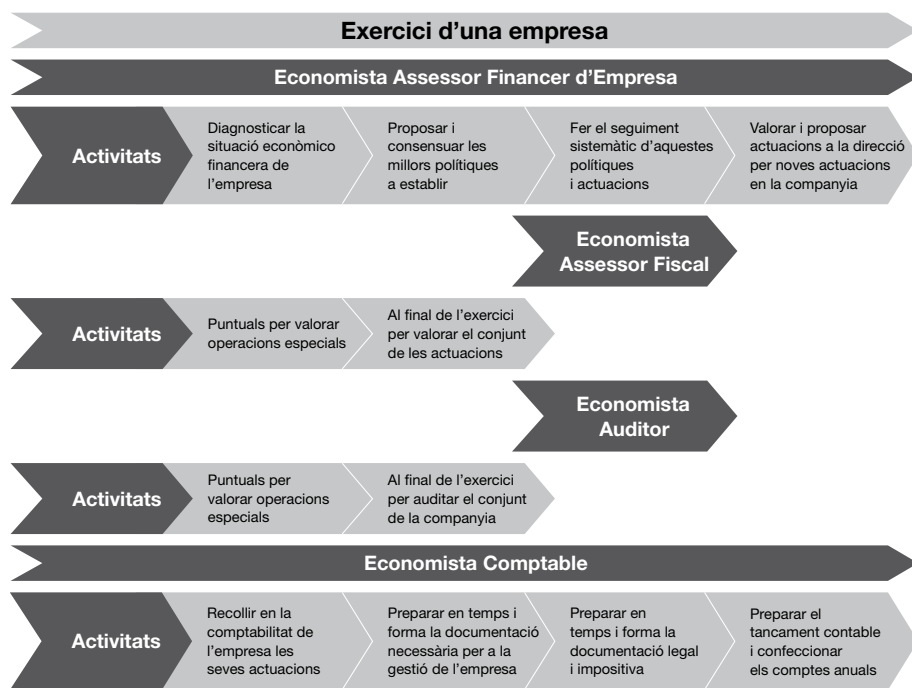 Exercici d’una empresa
Economista Assessor Financer d’Empresa
Activitats
Diagnosticar la
situació econòmico
financera de
l’empresa
Proposar i
consensuar les
millors polítiques
a establir
Fer el seguiment
sistemàtic d’aquestes
polítiques
i actuacions
Valorar i proposar
actuacions a la direcció
per noves actuacions
en la companyia
Economista
Assessor Fiscal
Activitats
Puntuals per valorar
operacions especials
Al final de l’exercici
per valorar el conjunt
de les actuacions
Economista
Auditor
Activitats
Puntuals per
valorar operacions
especials
Al final de l’exercici
per auditar el conjunt
de la companyia
Economista Comptable
Activitats
Recollir en la
comptabilitat de
l’empresa les
seves actuacions
Preparar en temps i
forma la documentació
necessària per a la
gestió de l’empresa
Preparar en
temps i forma la
documentació legal
i impositiva
Preparar el
tancament contable
i confeccionar
els comptes anuals